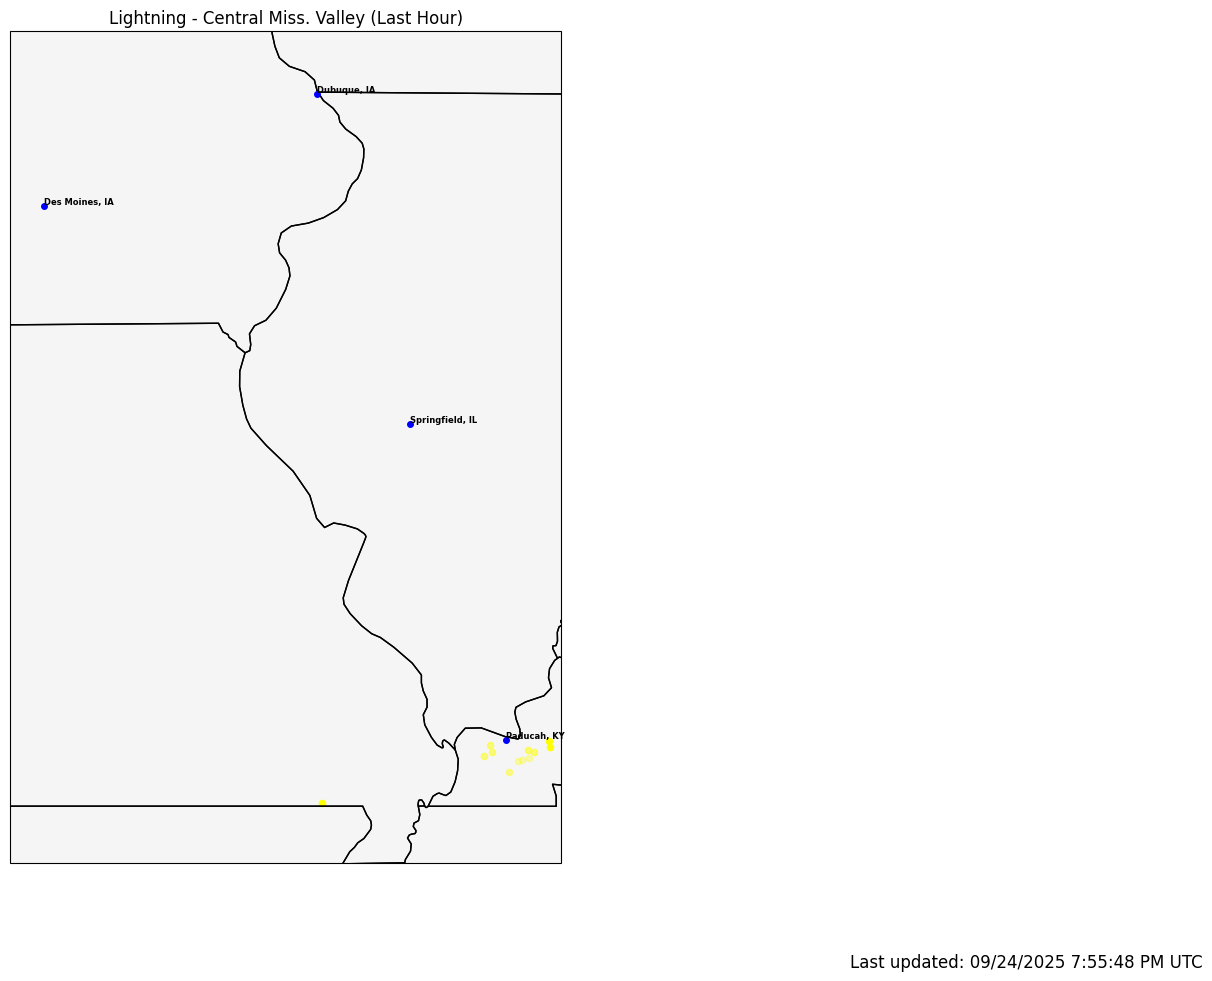 Lightning - Central Miss. Valley (Last Hour)
Dubuque, IA
Des Moines, IA
Springfield, IL
Paducah, KY
Last updated: 09/24/2025 7:55:48 PM UTC